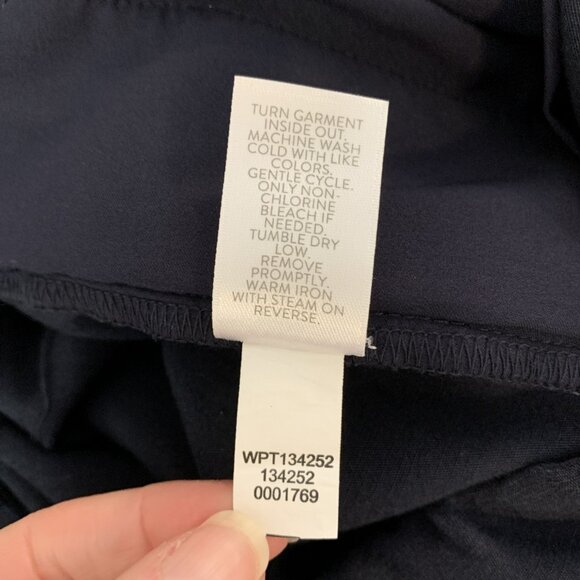 TURN GARMENT
INSIDE OUT.
MACHINE WASH
COLD WITH LIKE
COLORS.
GENTLE CYCLE.
ONLY NON-
CHLORINE
BLEACH IF
NEEDED.
TUMBLE DRY
LOW.
REMOVE
PROMPTLY.
WARM IRON
WITH STEAM ON
REVERSE.
WPT134252
134252
0001769